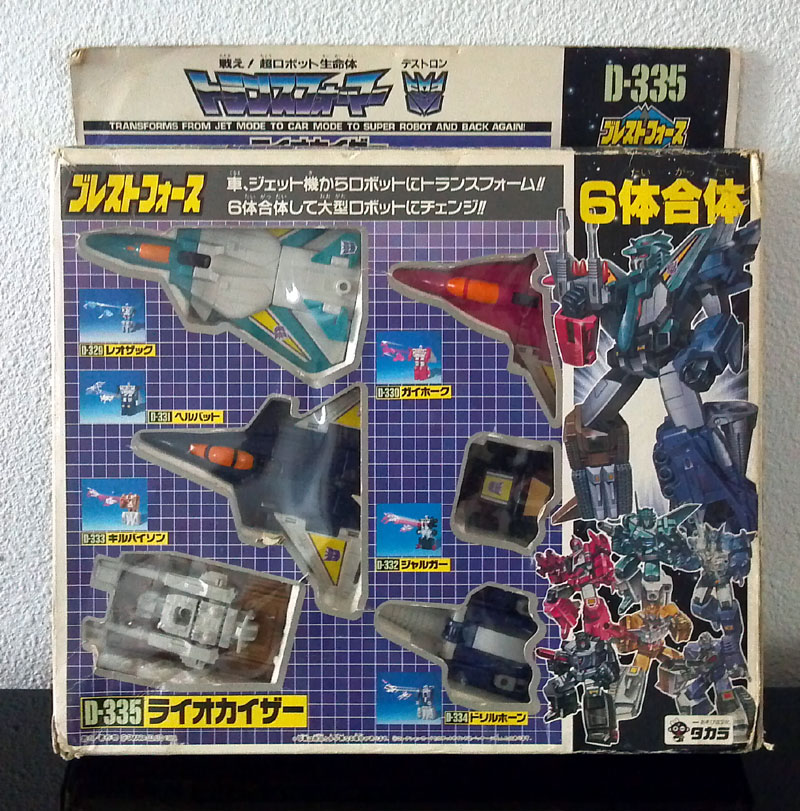 戦え!超ロボット生命体
トランスフォーマー
デストロン
TRANSFORMS FROM JET MODE TO CAR MODE TO SUPER ROBOT AND BACK AGAIN!
ライオカイザー
D-335
ブレストフォース
ブレストフォース
車、ジェット機からロボットにトランスフォーム!!
6体合体して大型ロボットにチェンジ!!
6体合体
D-329 レオザック
D-330 ガイホーク
D-331 ヘルバット
D-333 キルバイソン
D-332 ジャルガー
D-334 ドリルホーン
D-335 ライオカイザー
タカラ